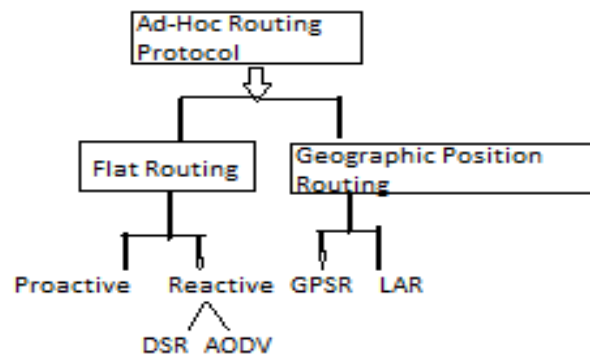 Ad-Hoc Routing
Protocol
Flat Routing
Geographic Position
Routing
Proactive
Reactive
GPSR
LAR
DSR
AODV